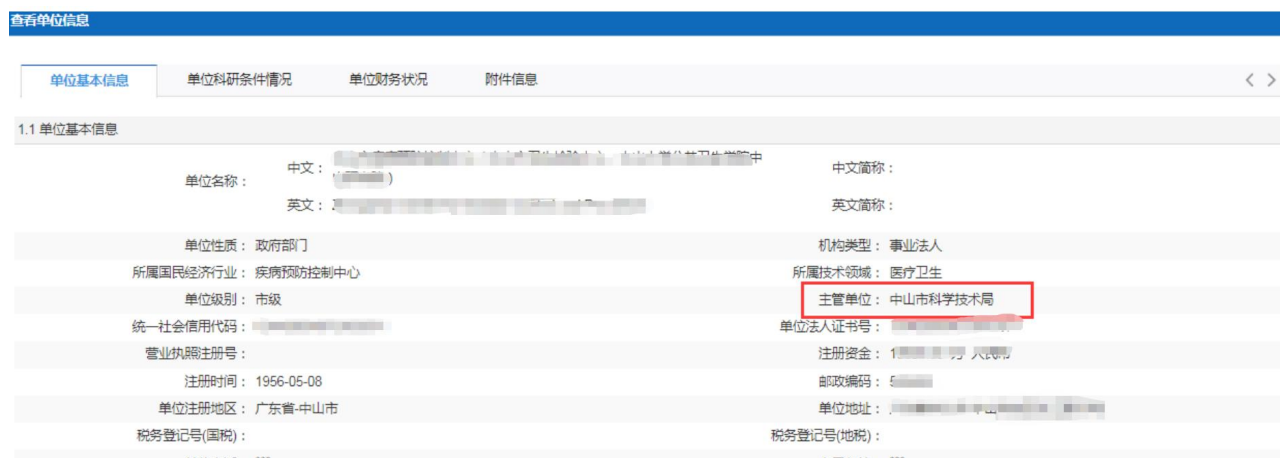 查看单位信息
单位基本信息 单位科研条件情况 单位财务状况 附件信息
1.1 单位基本信息
单位名称：
中文： 中
)
中文简称：
英文：
英文简称：
单位性质： 政府部门 机构类型： 事业法人
所属国民经济行业： 疾病预防控制中心 所属技术领域： 医疗卫生
单位级别： 市级 主管单位： 中山市科学技术局
统一社会信用代码： 单位法人证书号：
营业执照注册号： 注册资金： 1
注册时间： 1956-05-08 邮政编码： 5
单位注册地区： 广东省-中山市 单位地址：
税务登记号(国税)： 税务登记号(地税)：